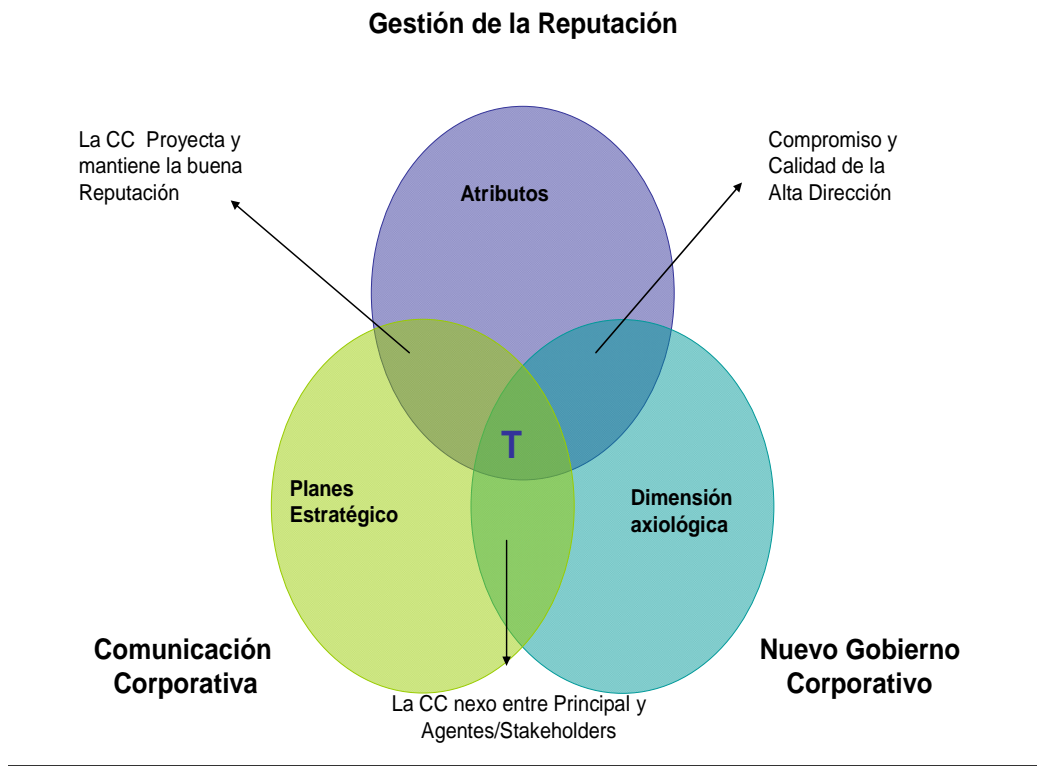 Gestión de la Reputación
La CC Proyecta y
mantiene la buena
Reputación
Compromiso y
Calidad de la
Alta Dirección
Atributos
T
Planes
Estratégico
Dimensión
axiológica
Comunicación
Corporativa
Nuevo Gobierno
Corporativo
La CC nexo entre Principal y
Agentes/Stakeholders